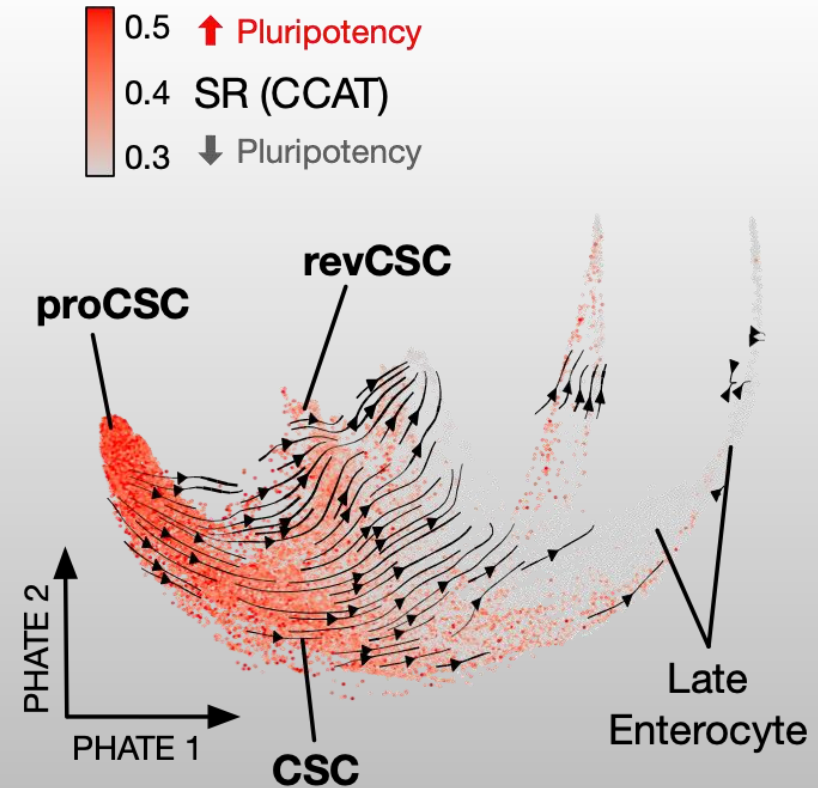 0.5
↑ Pluripotency
0.4
SR (CCAT)
0.3
↓ Pluripotency
revCSC
proCSC
PHATE 2
PHATE 1
CSC
Late
Enterocyte